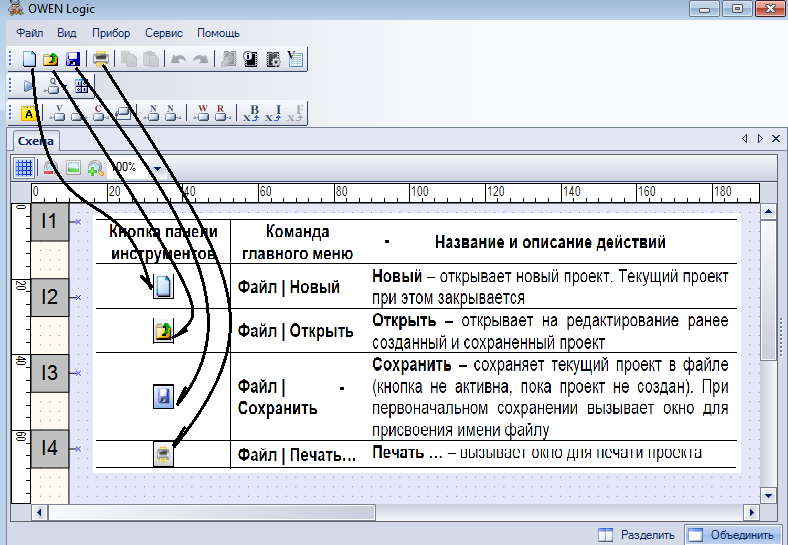 OWEN Logic
Файл Вид Прибор Сервис Помощь
Схема
100%
0 20 40 60 80 100 120 140 160 180
0
20
40
60
I1
I2
I3
I4
Кнопка панели инструментов
Команда главного меню
-
Название и описание действий
Файл | Новый
Новый – открывает новый проект. Текущий проект
при этом закрывается
Файл | Открыть
Открыть – открывает на редактирование ранее
созданный и сохраненный проект
Файл | -
Сохранить
Сохранить – сохраняет текущий проект в файле
(кнопка не активна, пока проект не создан). При
первоначальном сохранении вызывает окно для
присвоения имени файлу
Файл | Печать...
Печать ... – вызывает окно для печати проекта
Разделить
Объединить